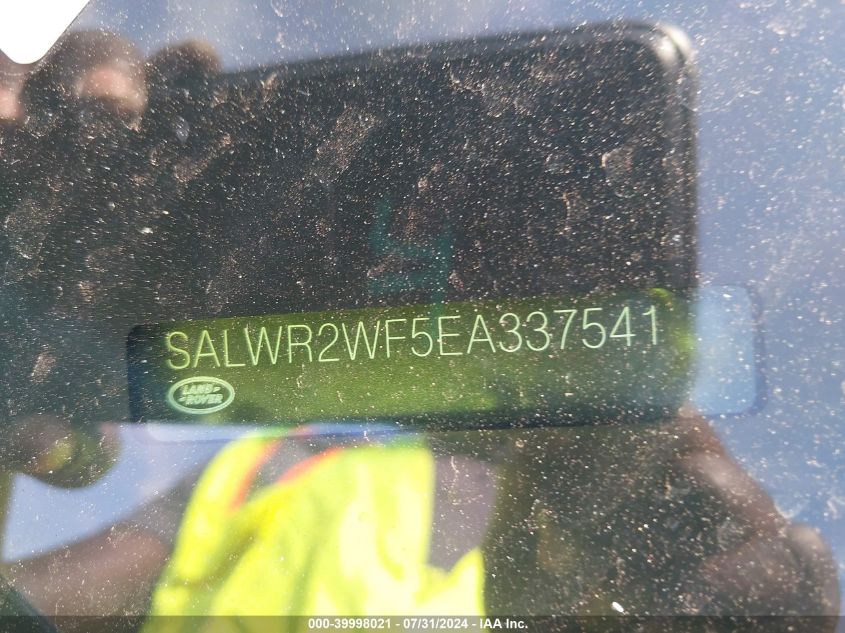 SALWR2WF5EA337541
LAND-
-ROVER
000-39998021 - 07/31/2024 - IAA Inc.